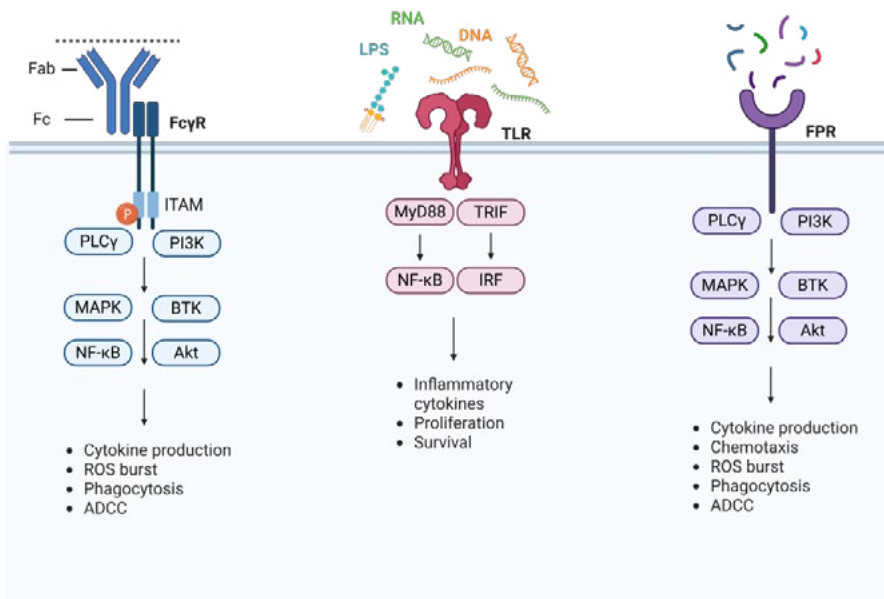 Fab
Fc
FcγR
ITAM
P
PLCγ
PI3K
MAPK
BTK
NF-κB
Akt
• Cytokine production
• ROS burst
• Phagocytosis
• ADCC
RNA
DNA
LPS
TLR
MyD88
TRIF
NF-κB
IRF
• Inflammatory
cytokines
• Proliferation
• Survival
FPR
PLCγ
PI3K
MAPK
BTK
NF-κB
Akt
• Cytokine production
• Chemotaxis
• ROS burst
• Phagocytosis
• ADCC